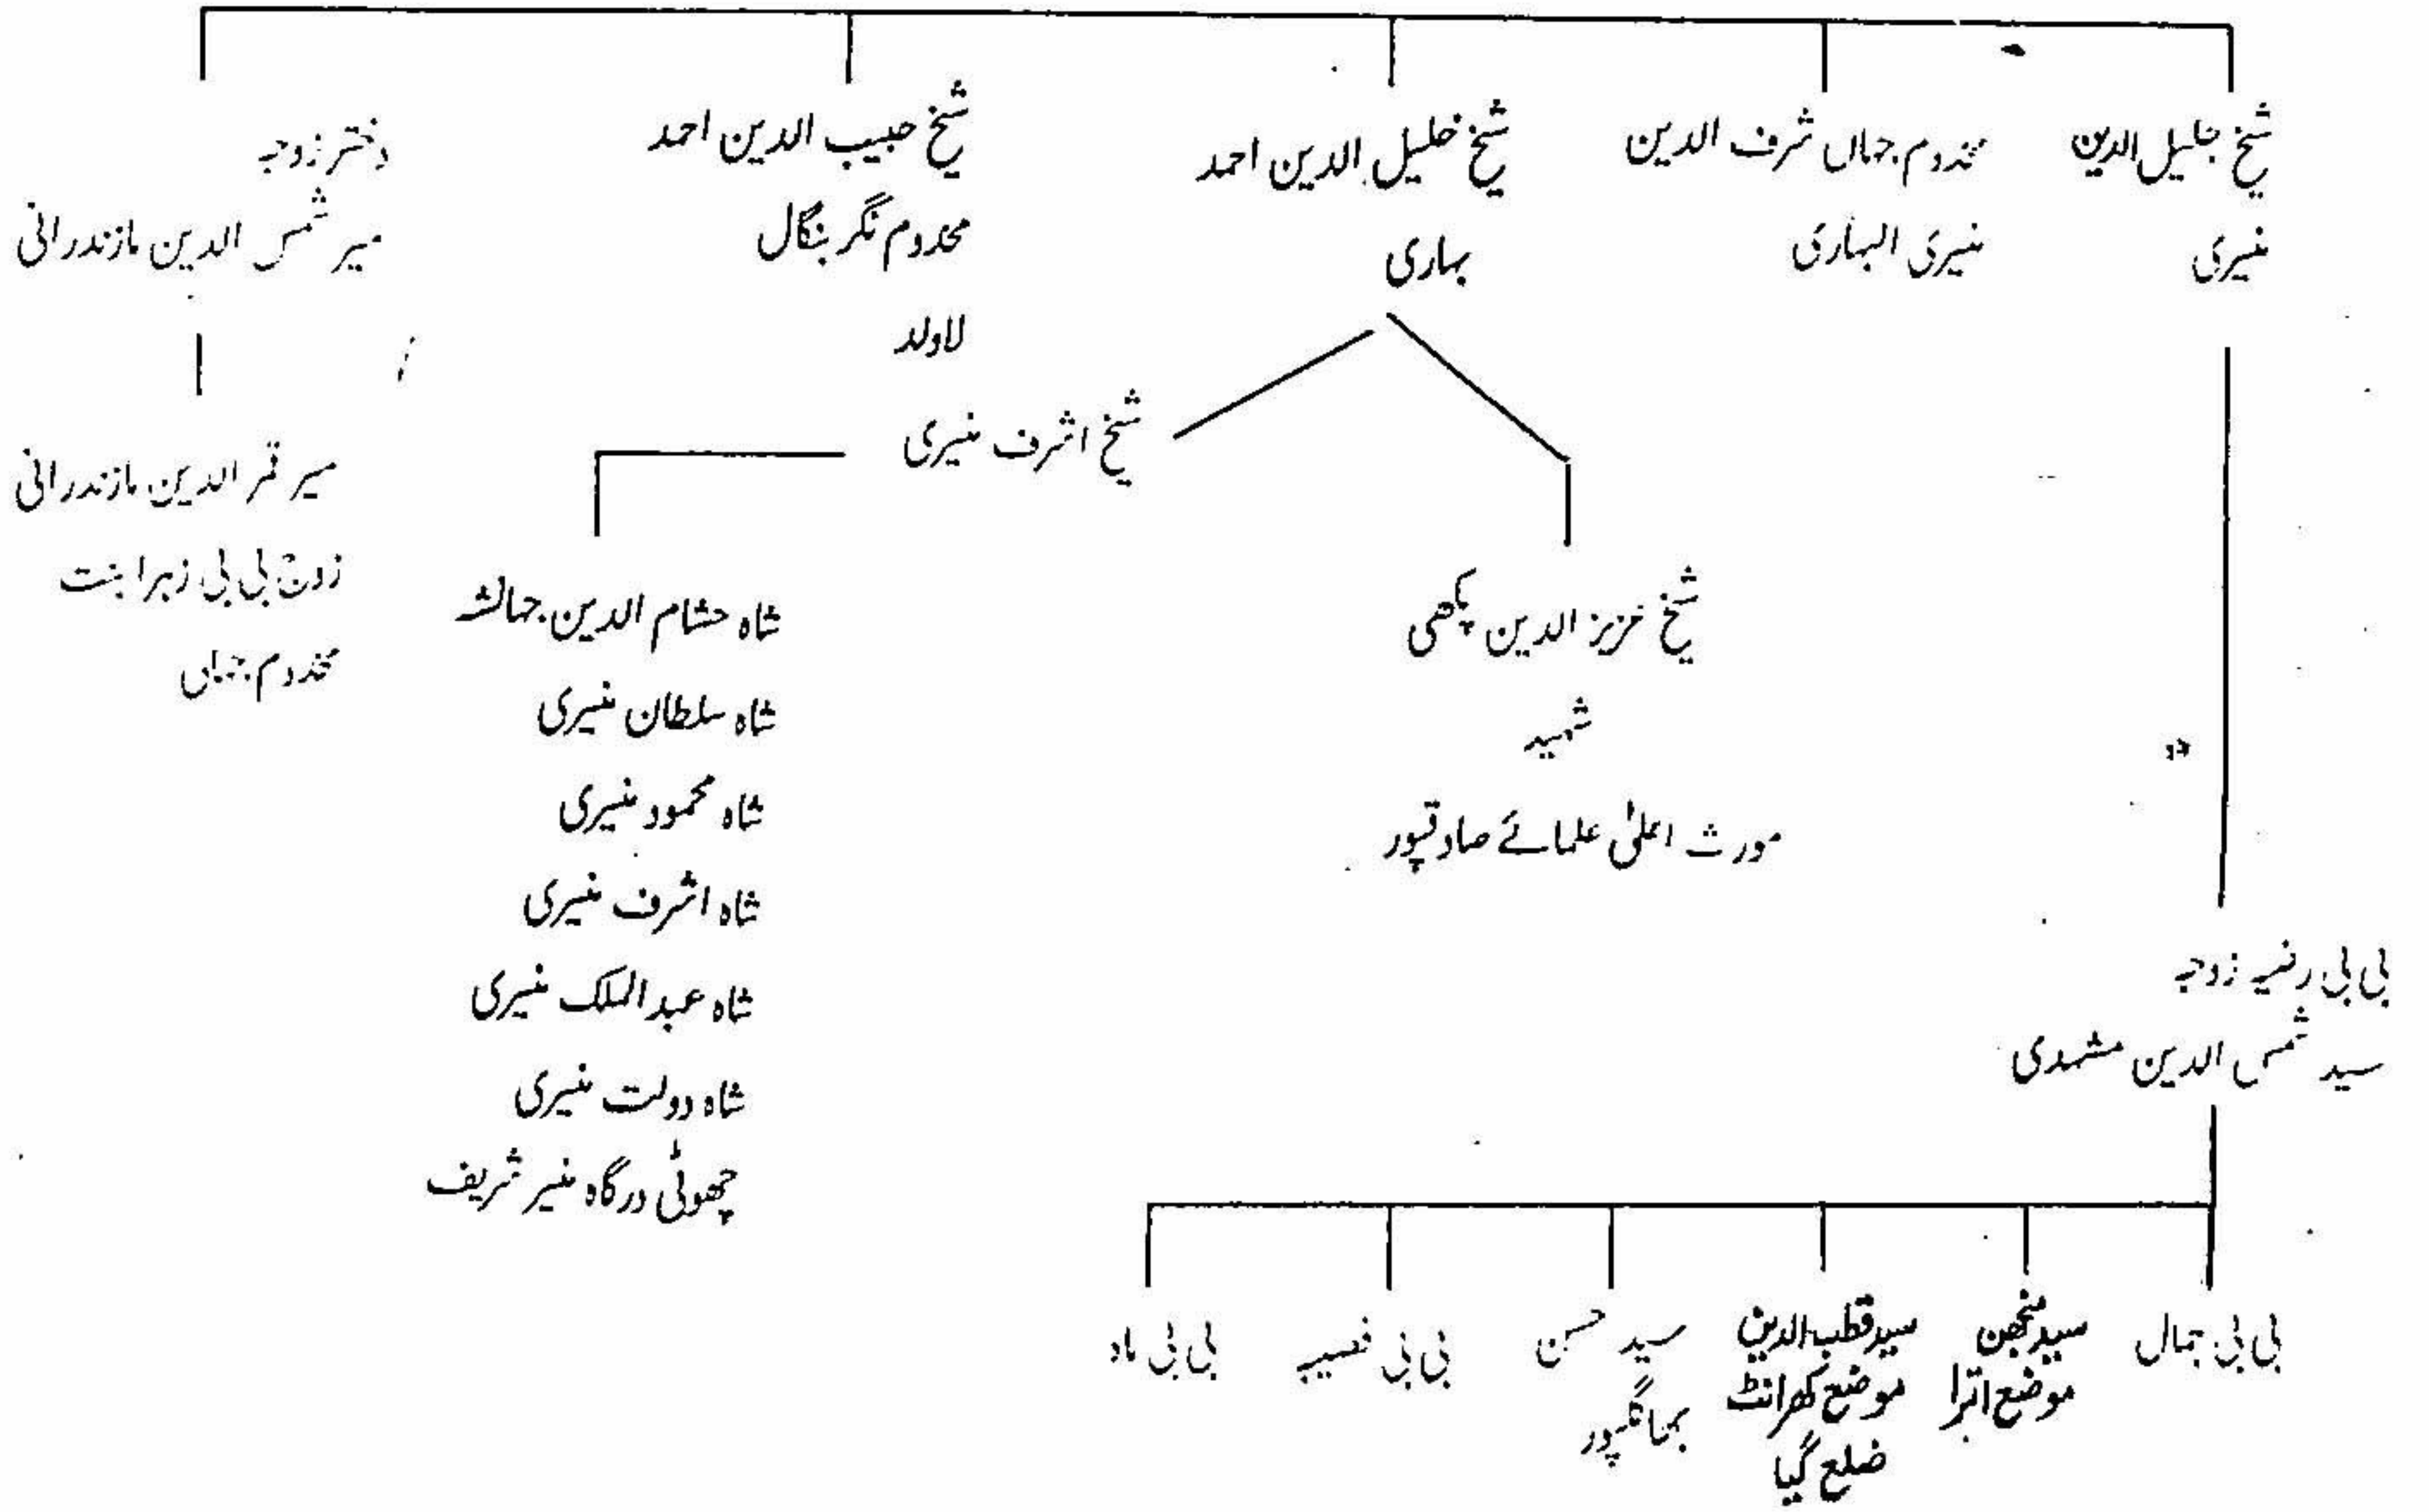 شیخ جلیل الدین
منیری
مخدوم جہاں شرف الدین
منیری البہاری
شیخ خلیل الدین احمد
بہاری
شیخ حبیب الدین احمد
مخدوم نگر بنگال
لاولد
دختر زوجہ
میر شمس الدین مازندرانی
میر قمر الدین مازندرانی
زوج بی بی زہرا بنت
مخدوم جہاں
شیخ اشرف منیری
شاہ حشام الدین
شاہ سلطان منیری
شاہ محمود منیری
شاہ اشرف منیری
شاہ عبدالملک منیری
شاہ دولت منیری
چھوٹی درگاہ منیر شریف
شیخ عزیز الدین پکھی
شہید
مورث اعلیٰ علمائے صادقپور
بی بی رضیہ زوجہ
سید شمس الدین مشہدی
بی بی جمال
سید منجھن
موضع
سید قطب الدین
موضع کھرانٹ
ضلع گیا
سید حسن
بھاگلپور
بی بی
بی بی ماہ